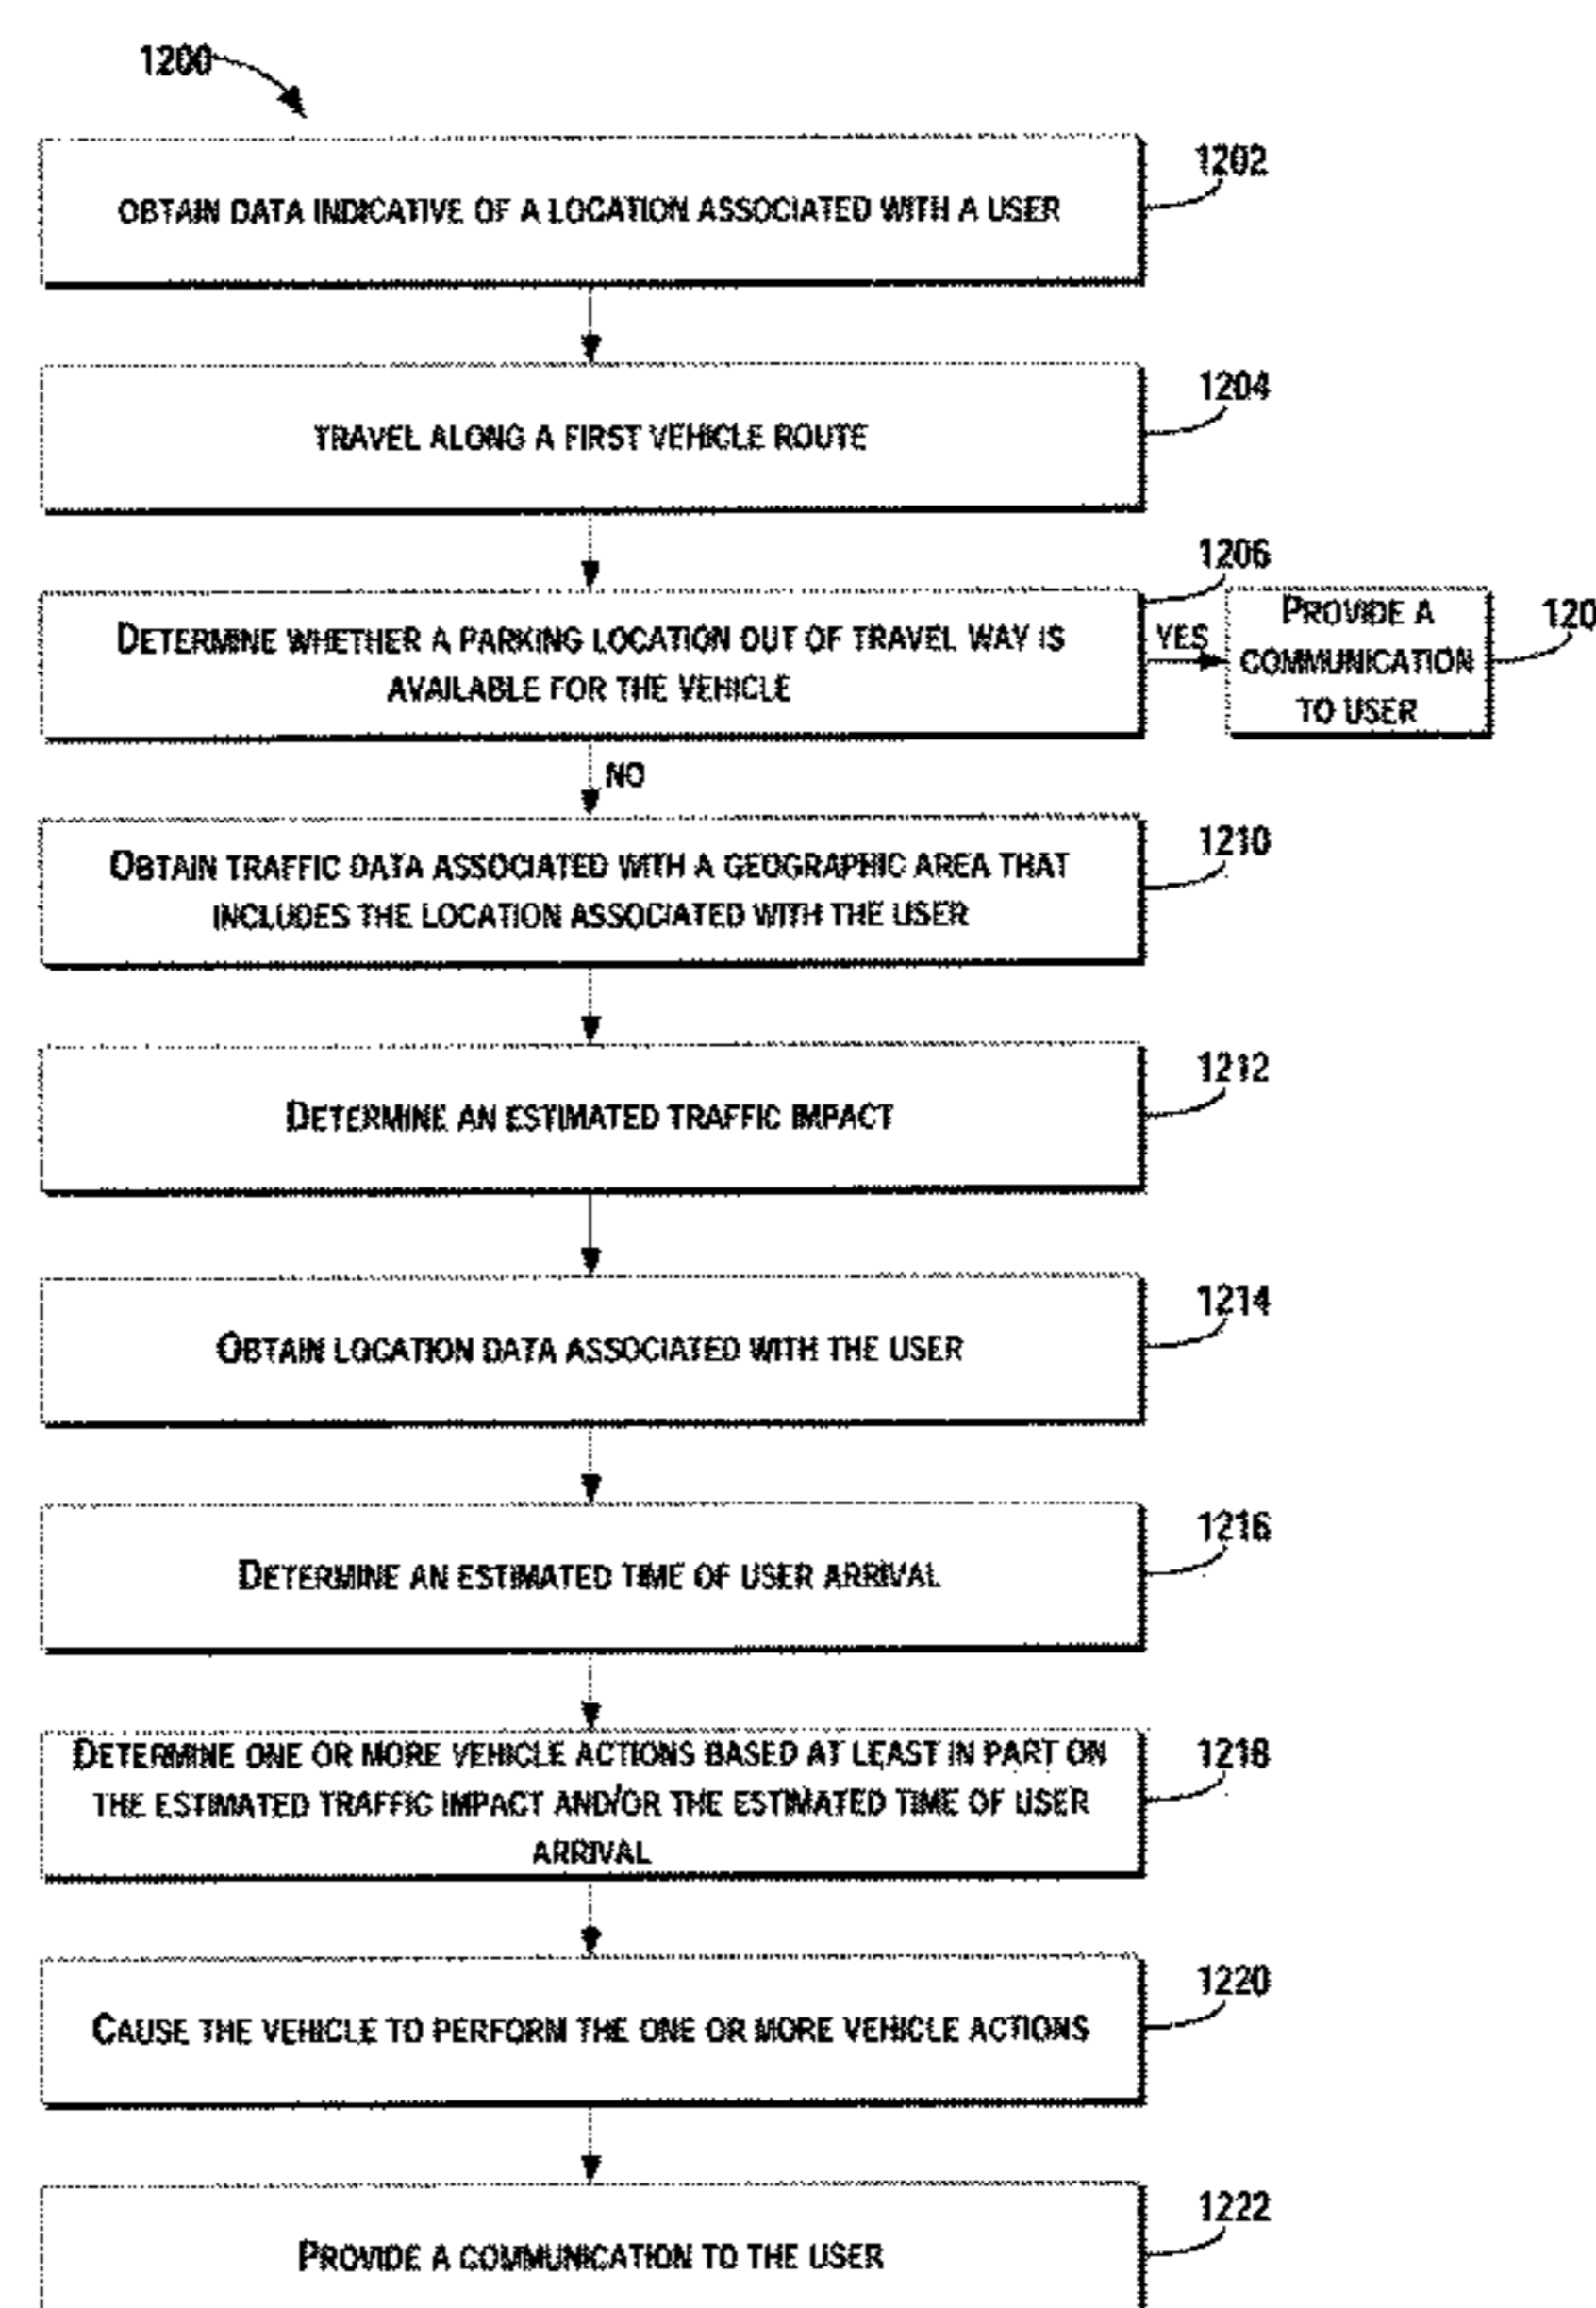 1200
1202
OBTAIN DATA INDICATIVE OF A LOCATION ASSOCIATED WITH A USER
1204
TRAVEL ALONG A FIRST VEHICLE ROUTE
1206
DETERMINE WHETHER A PARKING LOCATION OUT OF TRAVEL WAY IS
AVAILABLE FOR THE VEHICLE
YES
PROVIDE A
COMMUNICATION
TO USER
120
NO
1210
OBTAIN TRAFFIC DATA ASSOCIATED WITH A GEOGRAPHIC AREA THAT
INCLUDES THE LOCATION ASSOCIATED WITH THE USER
1212
DETERMINE AN ESTIMATED TRAFFIC IMPACT
1214
OBTAIN LOCATION DATA ASSOCIATED WITH THE USER
1216
DETERMINE AN ESTIMATED TIME OF USER ARRIVAL
1218
DETERMINE ONE OR MORE VEHICLE ACTIONS BASED AT LEAST IN PART ON
THE ESTIMATED TRAFFIC IMPACT AND/OR THE ESTIMATED TIME OF USER
ARRIVAL
1220
CAUSE THE VEHICLE TO PERFORM THE ONE OR MORE VEHICLE ACTIONS
1222
PROVIDE A COMMUNICATION TO THE USER